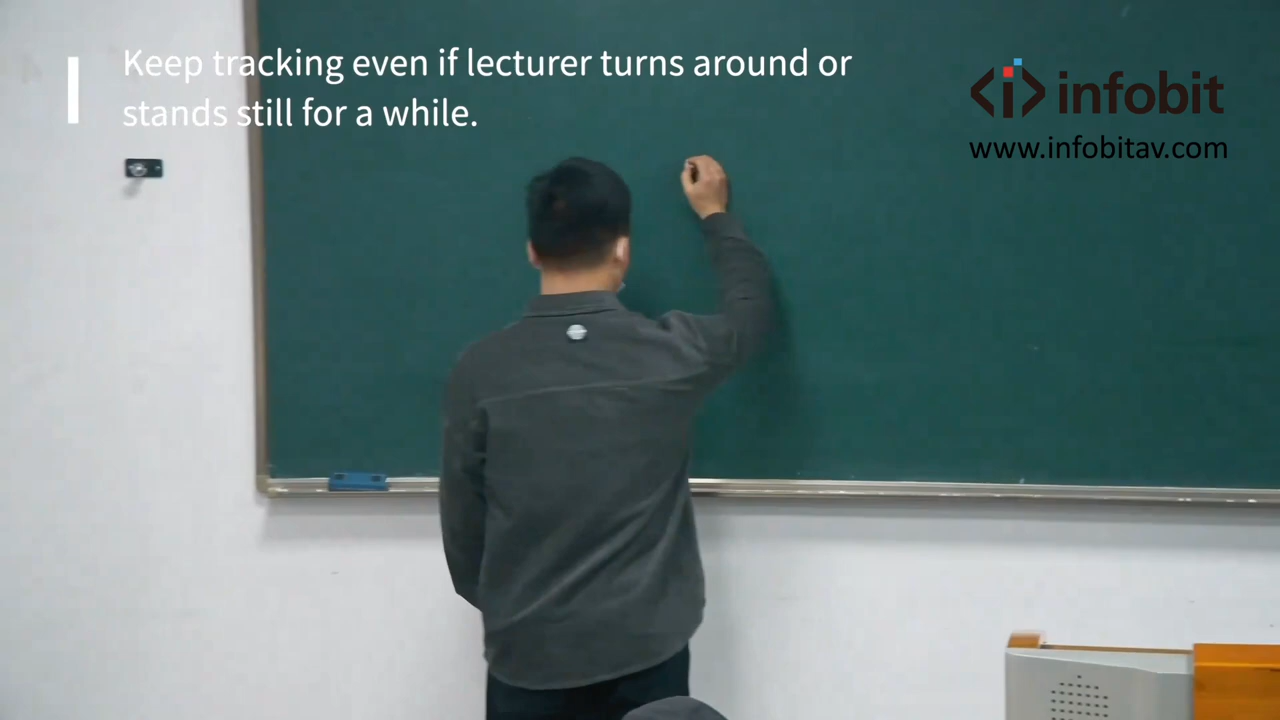 Keep tracking even if lecturer turns around or
stands still for a while.
infobit
www.infobitav.com